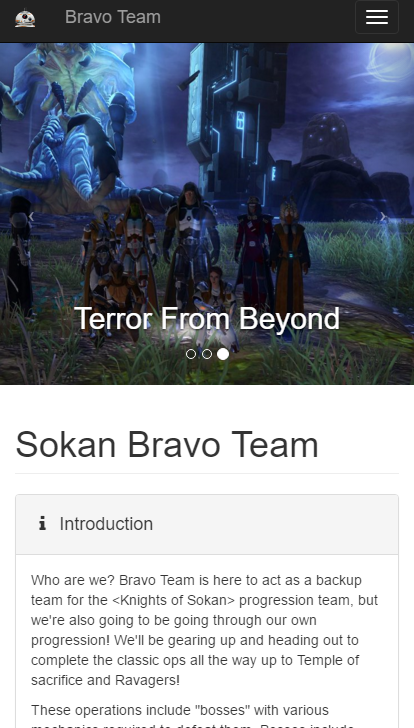 Bravo Team
Terror From Beyond
Sokan Bravo Team
Introduction
Who are we? Bravo Team is here to act as a backup
team for the <Knights of Sokan> progression team, but
we're also going to be going through our own
progression! We'll be gearing up and heading out to
complete the classic ops all the way up to Temple of
sacrifice and Ravagers!
These operations include "bosses" with various
mechanics required to defeat them. Bosses include